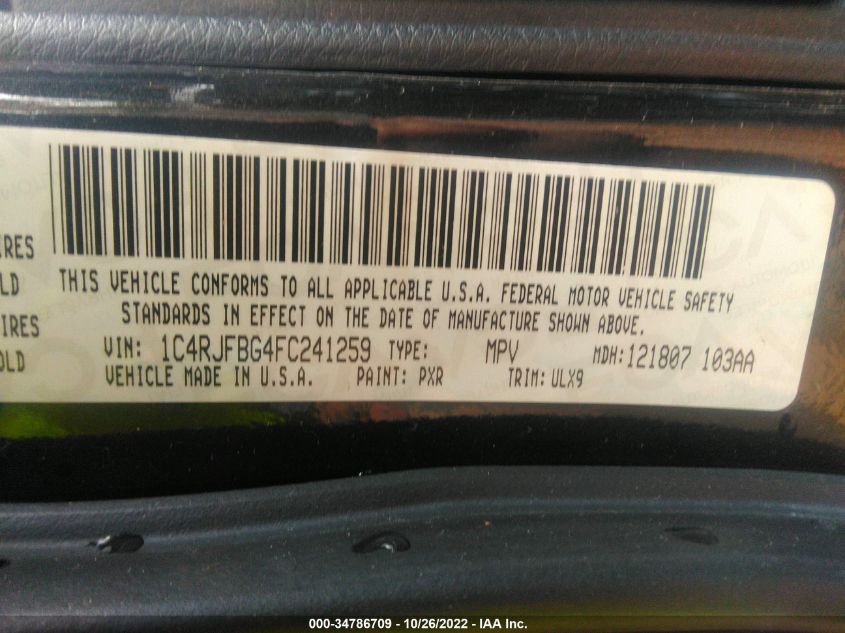 IRES
LD
IRES
OLD
THIS VEHICLE CONFORMS TO ALL APPLICABLE U.S.A. FEDERAL MOTOR VEHICLE SAFETY
STANDARDS IN EFFECT ON THE DATE OF MANUFACTURE SHOWN ABOVE.
VIN: 1C4RJFBG4FC241259 TYPE: MPV MDH:121807 103AA
VEHICLE MADE IN U.S.A. PAINT: PXR TRIM: ULX9
000-34786709 - 10/26/2022 - IAA Inc.